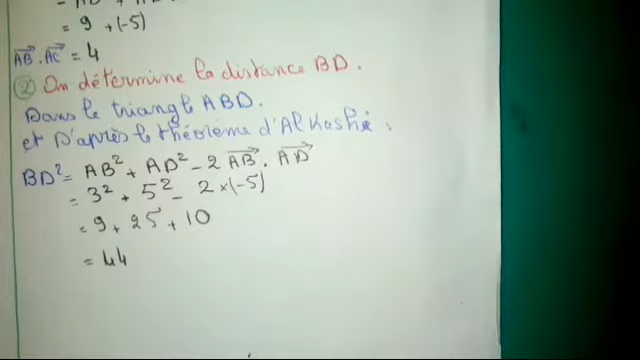 = 9 + (-5)
AB . AC = 4
② On détermine la distance BD.
Dans le triangle ABD.
et D'après le théorème d'Al Kashi :
BD² = AB² + AD² - 2 AB . AD
= 3² + 5² - 2 × (-5)
= 9 + 25 + 10
= 44